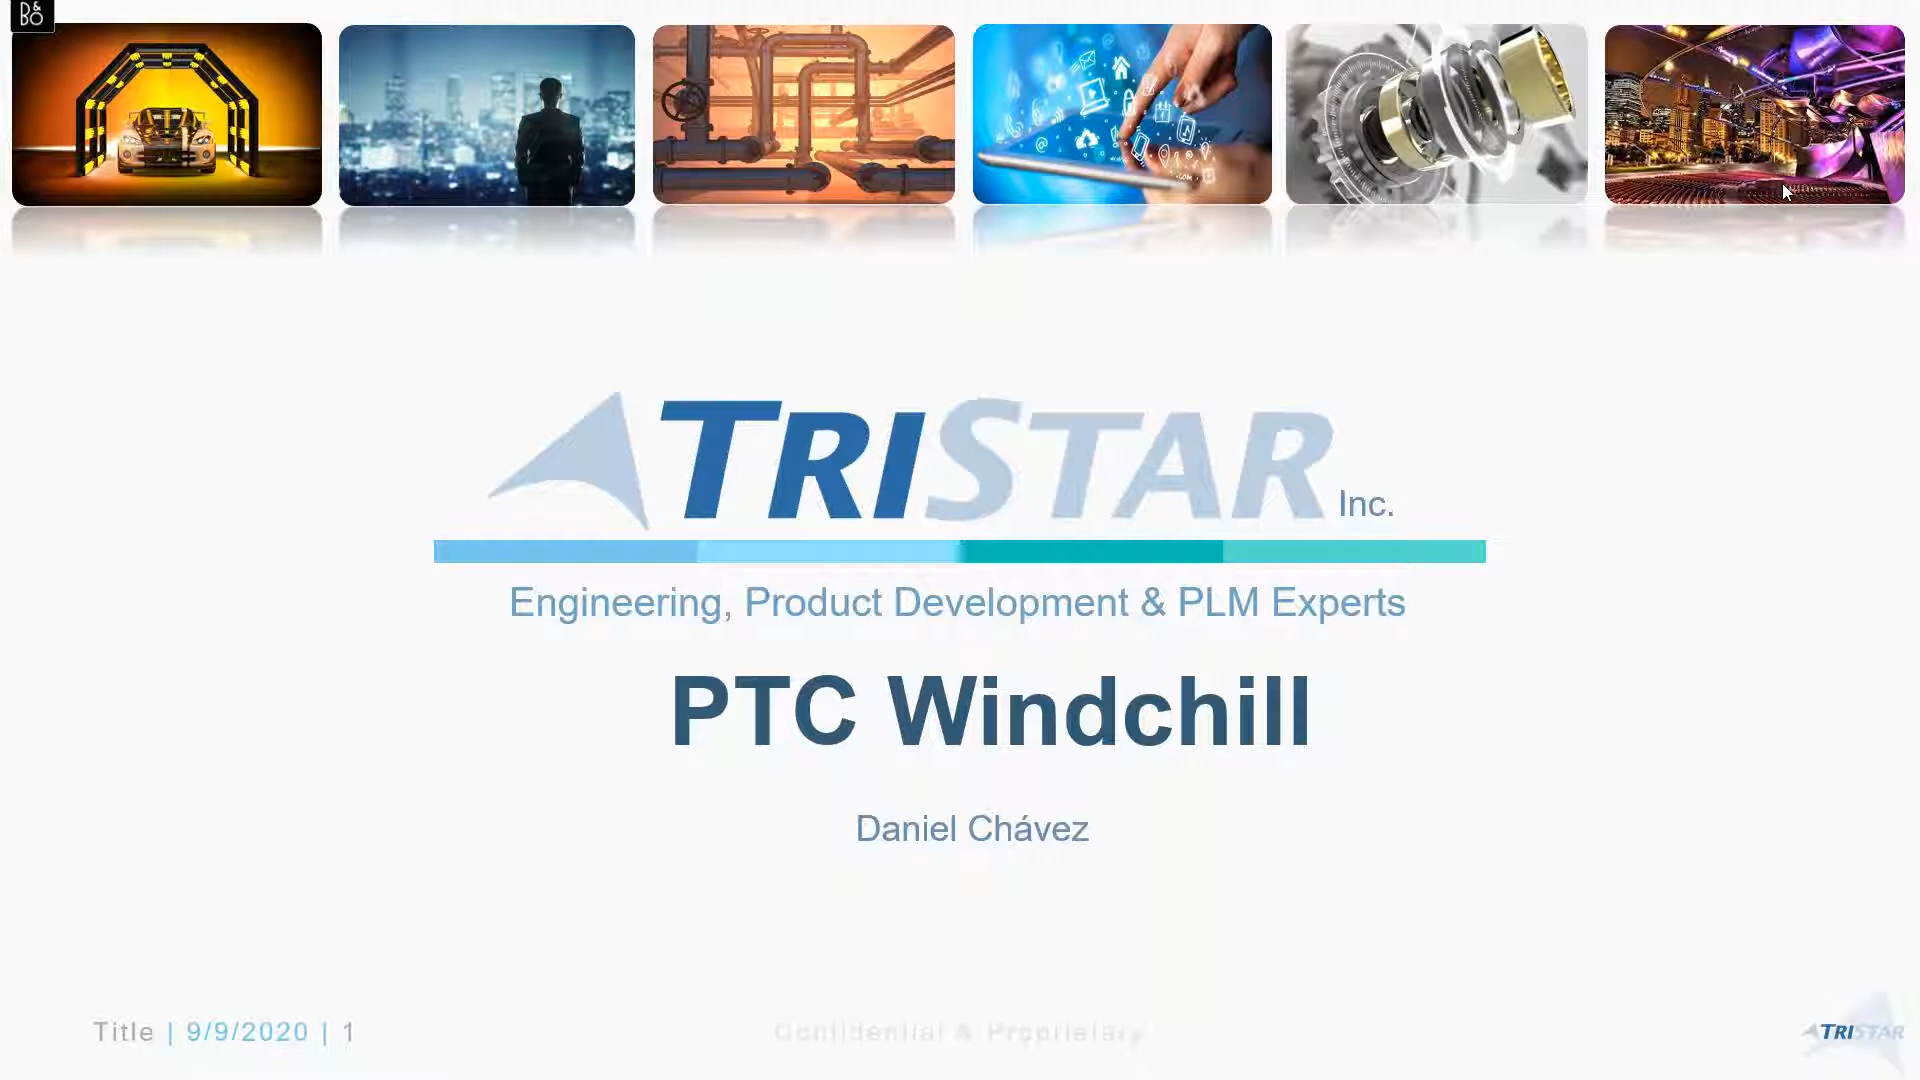 B&O
TRISTAR Inc.
Engineering, Product Development & PLM Experts
PTC Windchill
Daniel Chávez
Title | 9/9/2020 | 1
Confidential & Proprietary
TRISTAR